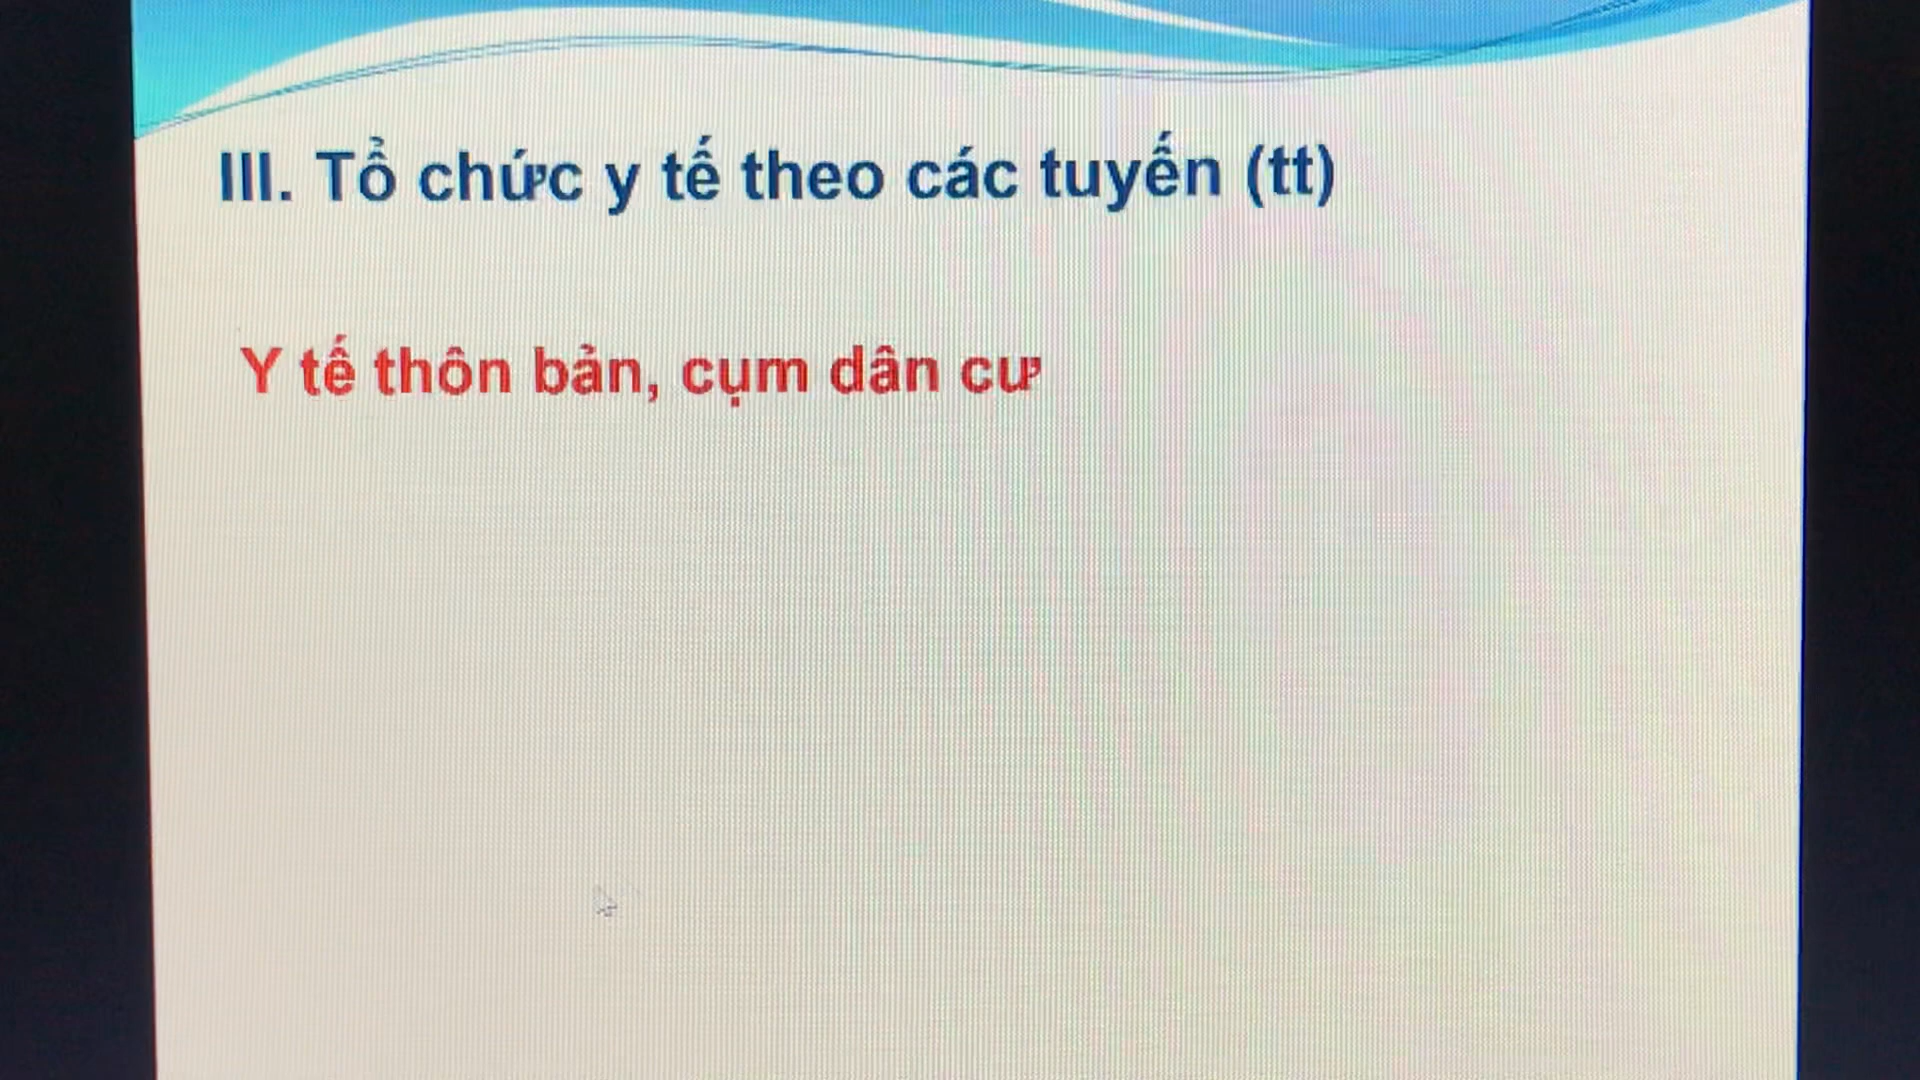 III. Tổ chức y tế theo các tuyến (tt)
Y tế thôn bản, cụm dân cư